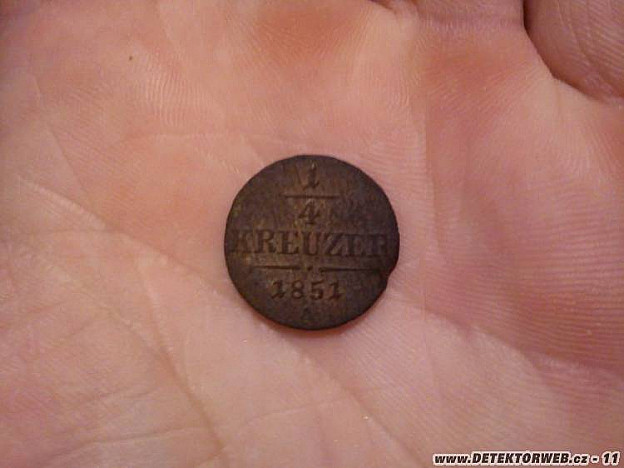 1
4
KREUZER
1851
A
www.DETEKTORWEB.cz - 11